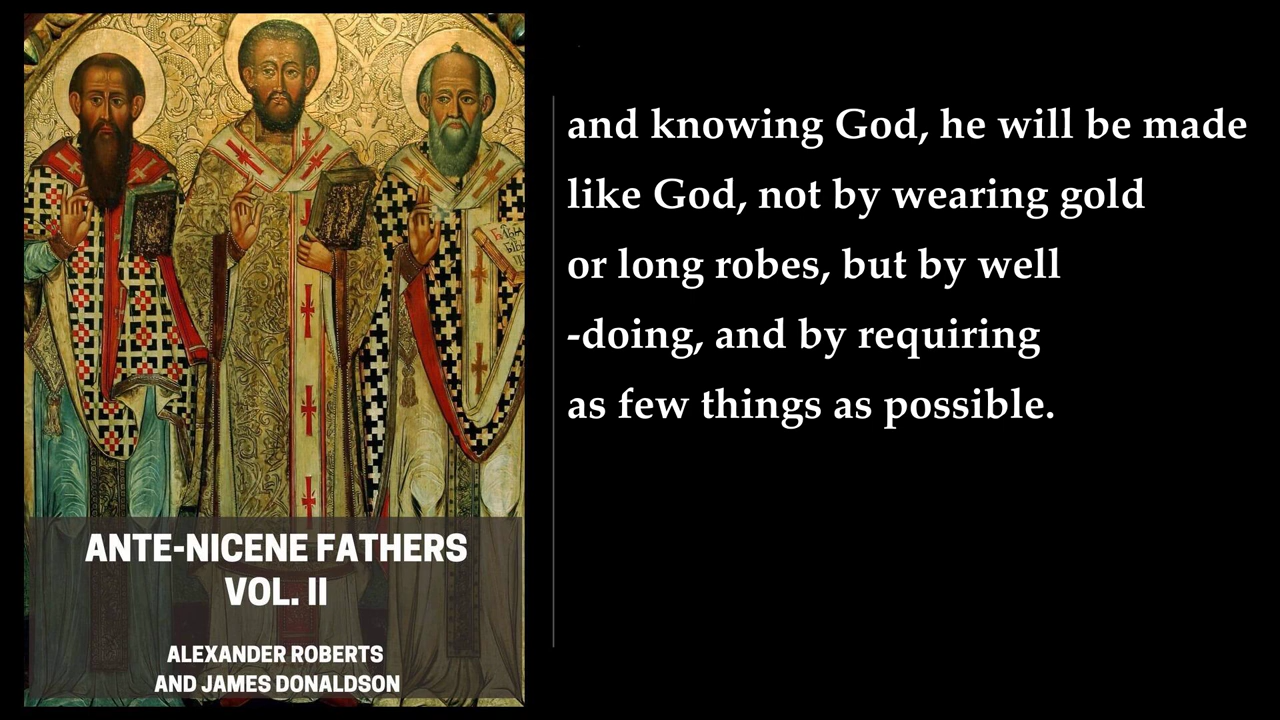 and knowing God, he will be made
like God, not by wearing gold
or long robes, but by well
-doing, and by requiring
as few things as possible.
ANTE-NICENE FATHERS
VOL. II
ALEXANDER ROBERTS
AND JAMES DONALDSON